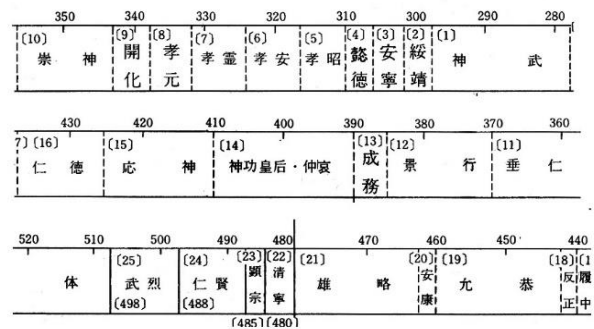 350 340 330 320 310 300 290 280
〔10〕 〔9〕 〔8〕 〔7〕 〔6〕 〔5〕 〔4〕 〔3〕 〔2〕 〔1〕
崇神 開化 孝元 孝霊 孝安 孝昭 懿徳 安寧 綏靖 神武
430 420 410 400 390 380 370 360
7〕 〔16〕 〔15〕 〔14〕 〔13〕 〔12〕 〔11〕
仁徳 応神 神功皇后・仲哀 成務 景行 垂仁
520 510 500 490 480 470 460 450 440
〔25〕 〔24〕 〔23〕 〔22〕 〔21〕 〔20〕 〔19〕 〔18〕 〔1
体 武烈 仁賢 顕宗 清寧 雄略 安康 允恭 反正 履中
(498) (488)
(485) (480)